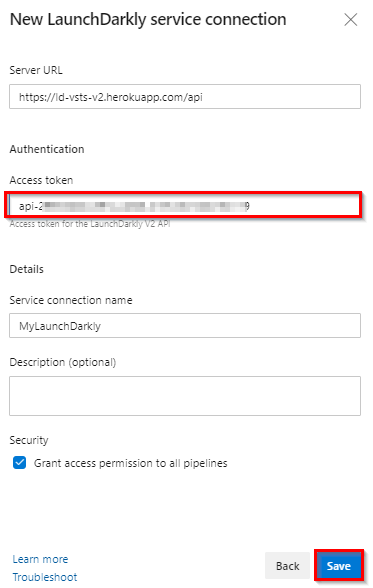 New LaunchDarkly service connection
Server URL
https://ld-vsts-v2.herokuapp.com/api
Authentication
Access token
api-2 9
Access token for the LaunchDarkly V2 API
Details
Service connection name
MyLaunchDarkly
Description (optional)
Security
Grant access permission to all pipelines
Learn more
Troubleshoot
Back
Save